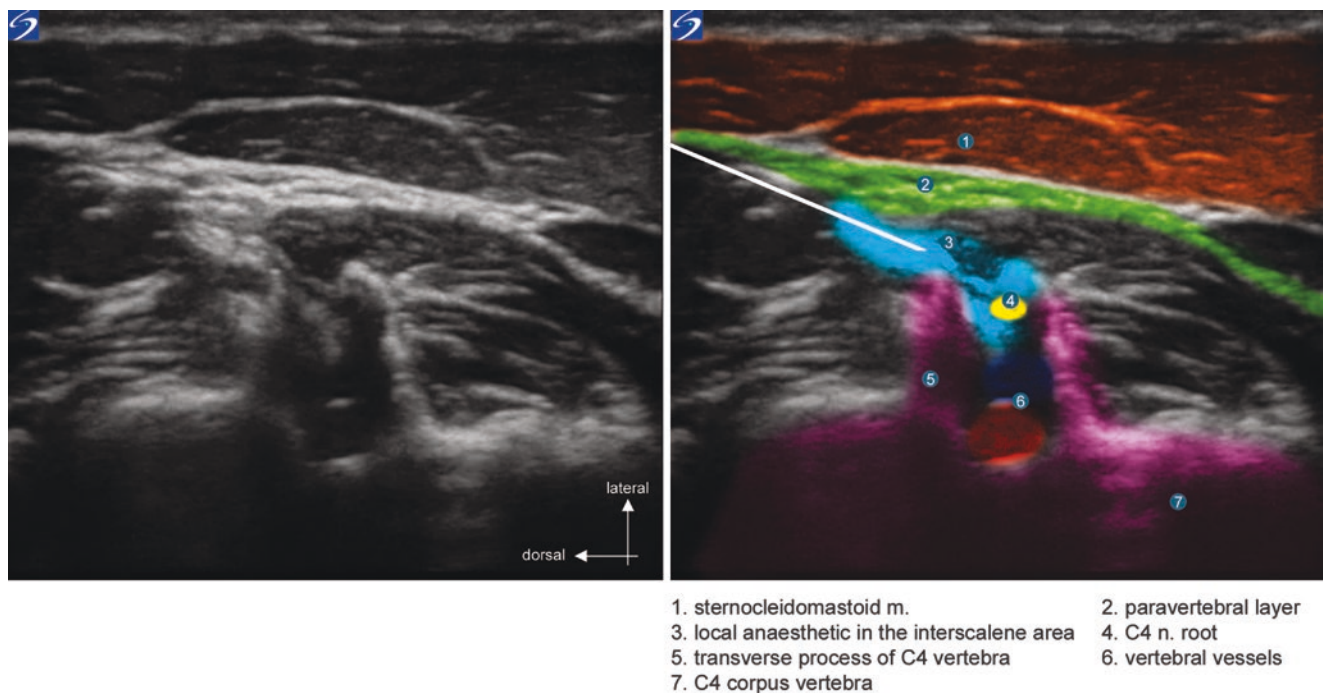 lateral
dorsal
1
2
3
4
5
6
7
1. sternocleidomastoid m.
2. paravertebral layer
3. local anaesthetic in the interscalene area
4. C4 n. root
5. transverse process of C4 vertebra
6. vertebral vessels
7. C4 corpus vertebra